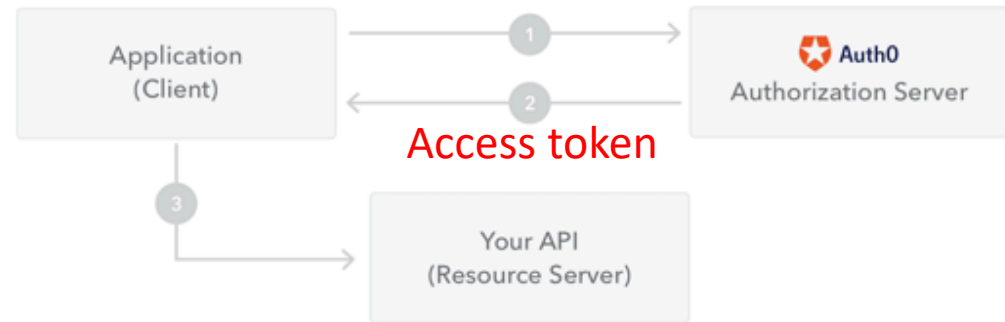 Application
(Client)
1
Auth0
Authorization Server
2
Access token
3
Your API
(Resource Server)